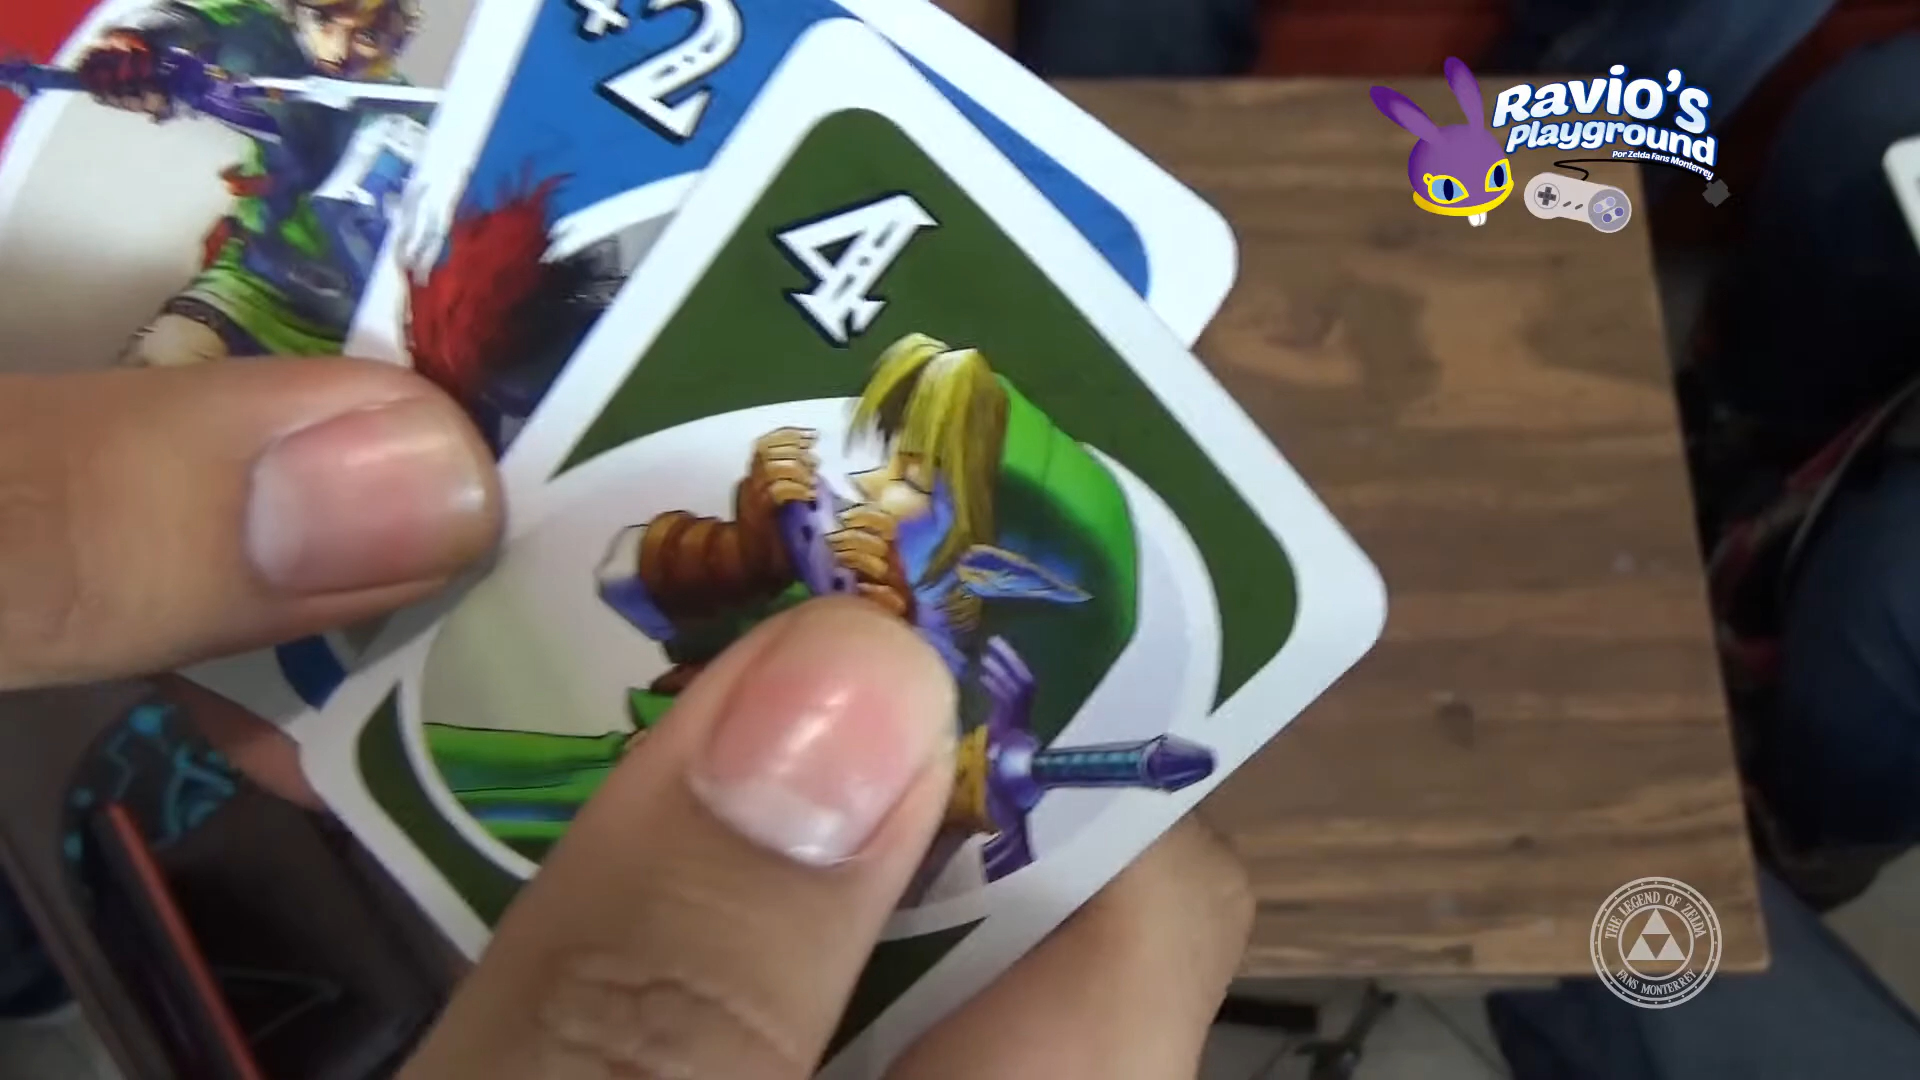 +2
4
Ravio's
Playground
Por Zelda Fans Monterrey
THE LEGEND OF ZELDA
FANS MONTERREY